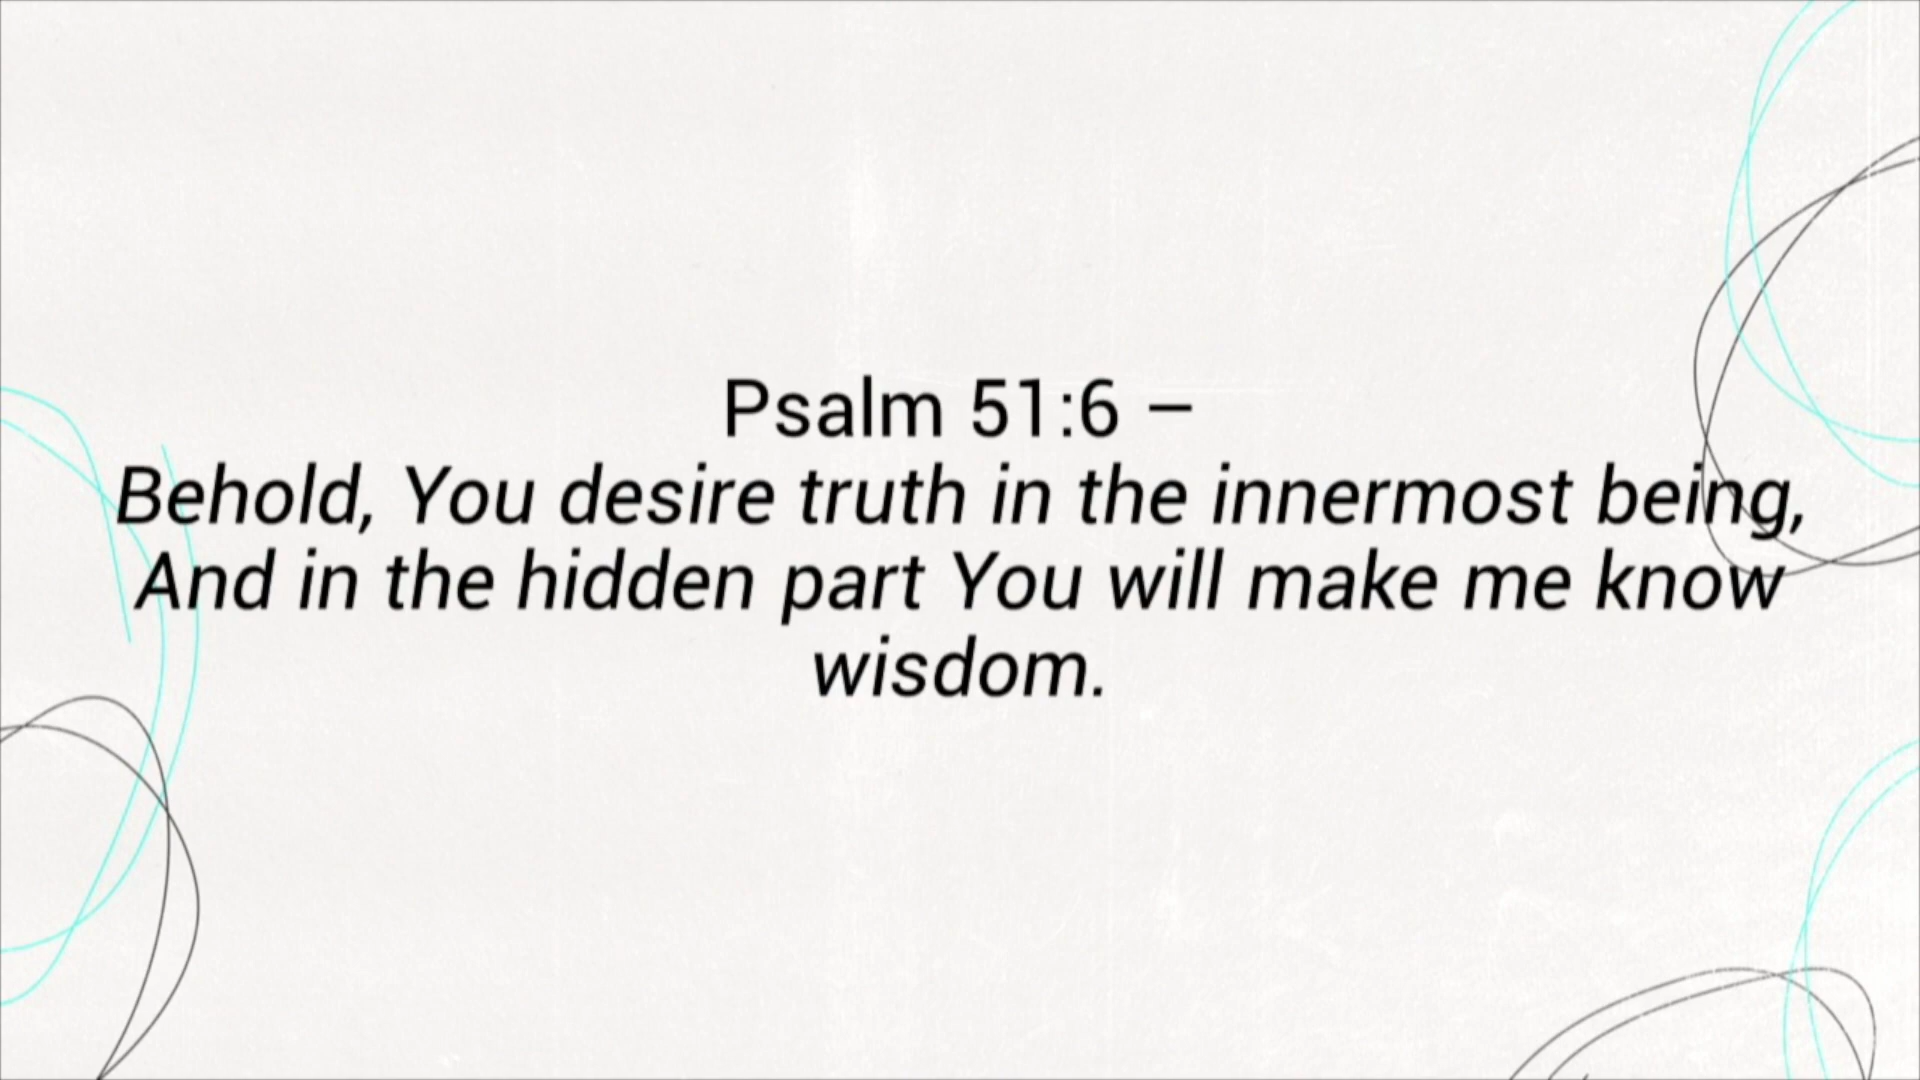 Psalm 51:6 –
Behold, You desire truth in the innermost being,
And in the hidden part You will make me know
wisdom.